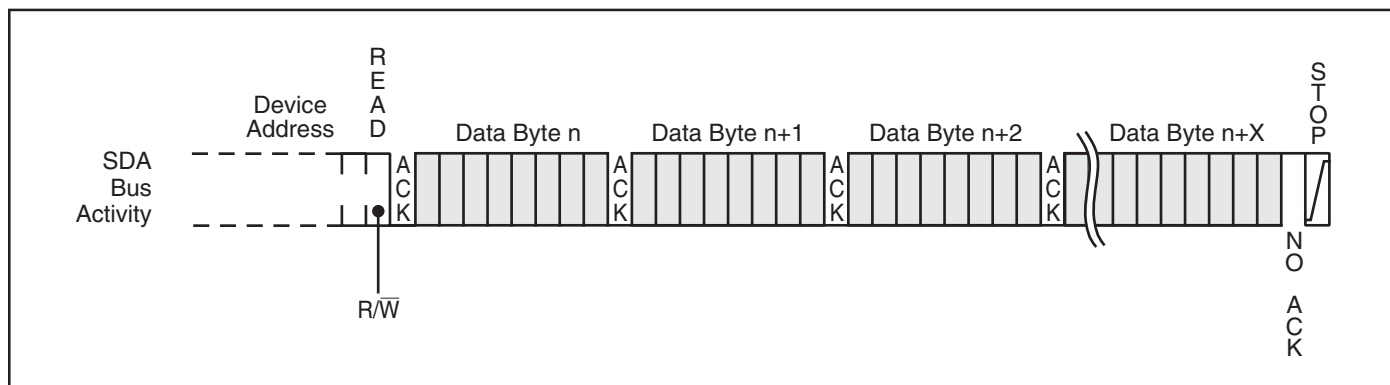 READ
STOP
Device
Address
Data Byte n
Data Byte n+1
Data Byte n+2
Data Byte n+X
SDA
Bus
Activity
ACK
ACK
ACK
ACK
NO ACK
R/W̅